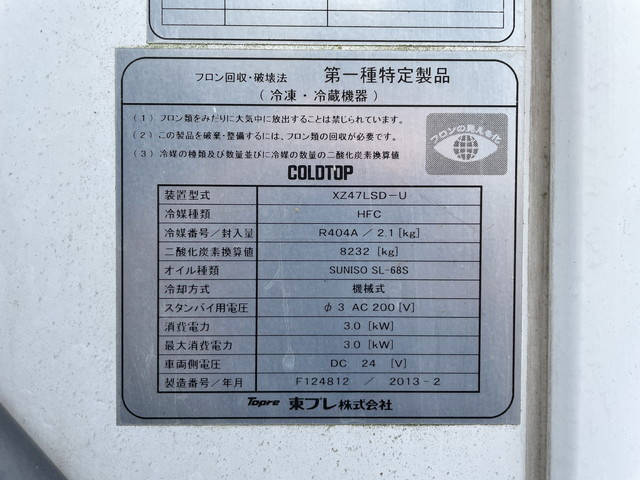 フロン回収・破壊法 第一種特定製品
（冷凍・冷蔵機器）
(1) フロン類をみだりに大気中に放出することは禁じられています。
(2) この製品を廃棄・整備するには、フロン類の回収が必要です。
(3) 冷媒の種類及び数量並びに冷媒の数量の二酸化炭素換算値
フロンの見える化
COLDTOP
装置型式 XZ47LSD-U
冷媒種類 HFC
冷媒番号/封入量 R404A / 2.1 [kg]
二酸化炭素換算値 8232 [kg]
オイル種類 SUNISO SL-68S
冷却方式 機械式
スタンバイ用電圧 φ3 AC 200 [V]
消費電力 3.0 [kW]
最大消費電力 3.0 [kW]
車両側電圧 DC 24 [V]
製造番号/年月 F124812 / 2013-2
Topre 東プレ株式会社